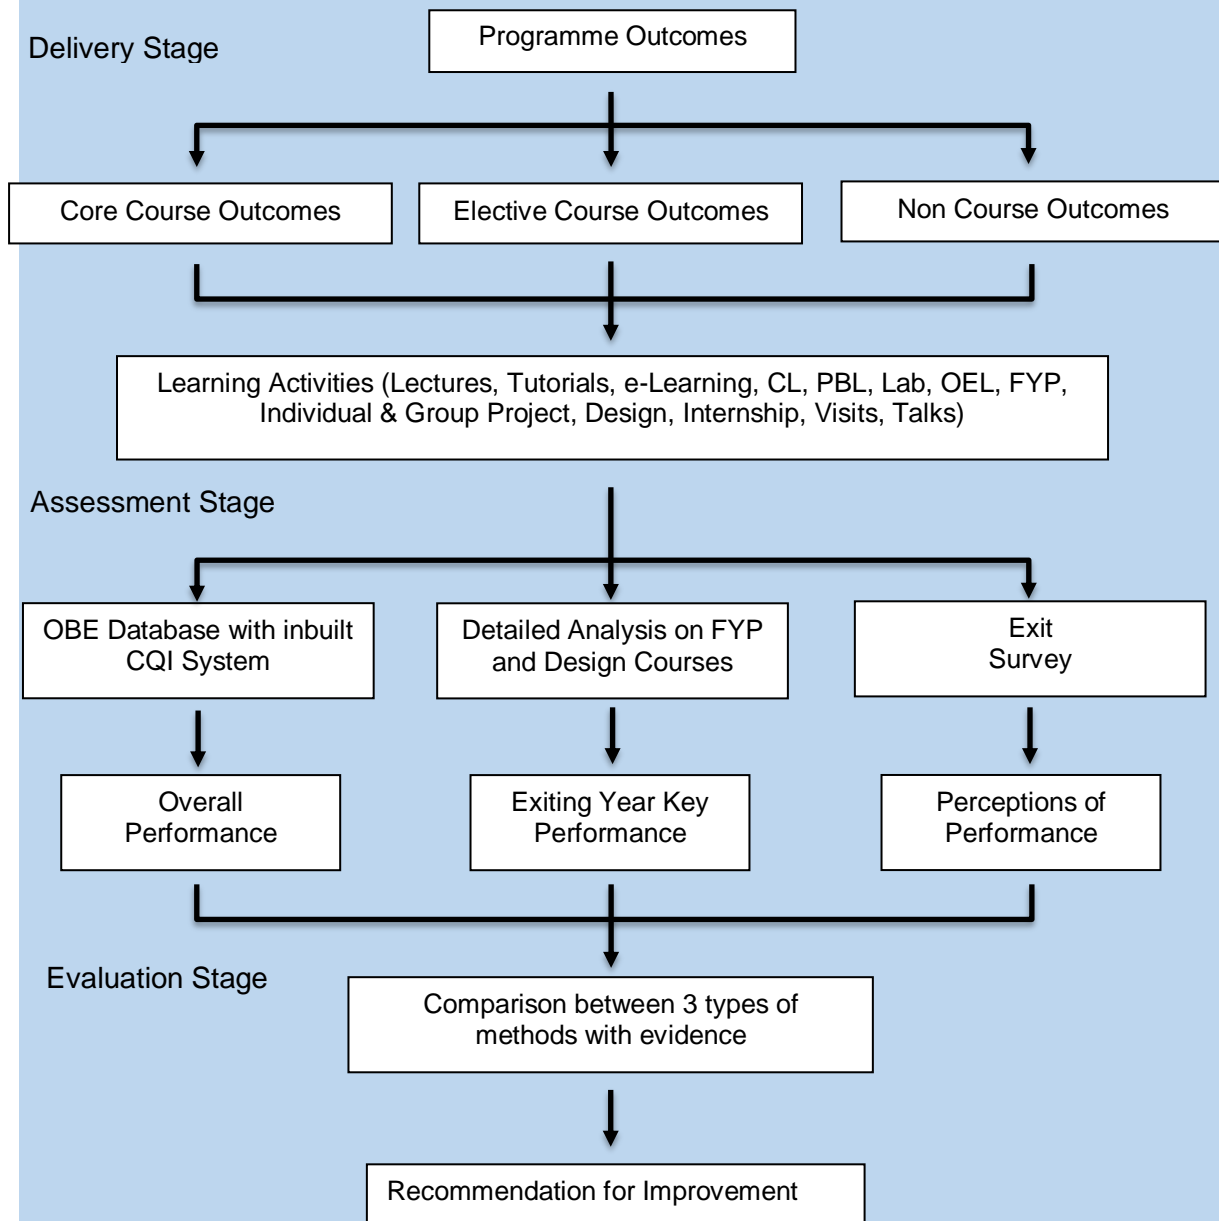 Delivery Stage
Programme Outcomes
Core Course Outcomes
Elective Course Outcomes
Non Course Outcomes
Learning Activities (Lectures, Tutorials, e-Learning, CL, PBL, Lab, OEL, FYP,
Individual & Group Project, Design, Internship, Visits, Talks)
Assessment Stage
OBE Database with inbuilt
CQI System
Detailed Analysis on FYP
and Design Courses
Exit
Survey
Overall
Performance
Exiting Year Key
Performance
Perceptions of
Performance
Evaluation Stage
Comparison between 3 types of
methods with evidence
Recommendation for Improvement